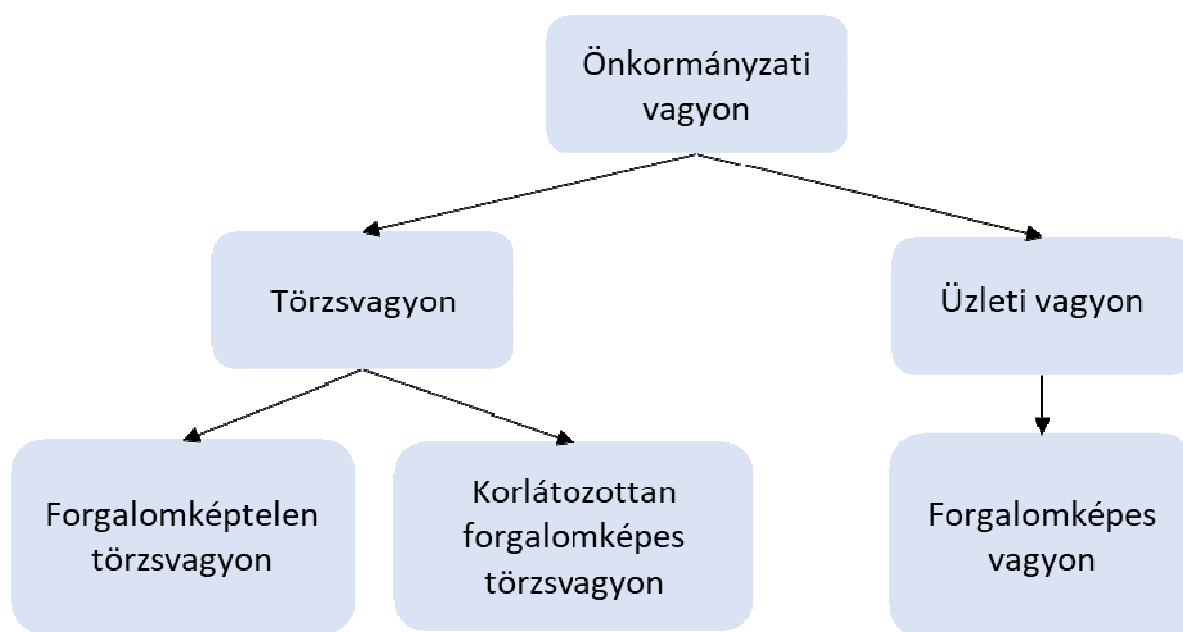 Önkormányzati
vagyon
Törzsvagyon
Üzleti vagyon
Forgalomképtelen
törzsvagyon
Korlátozottan
forgalomképes
törzsvagyon
Forgalomképes
vagyon